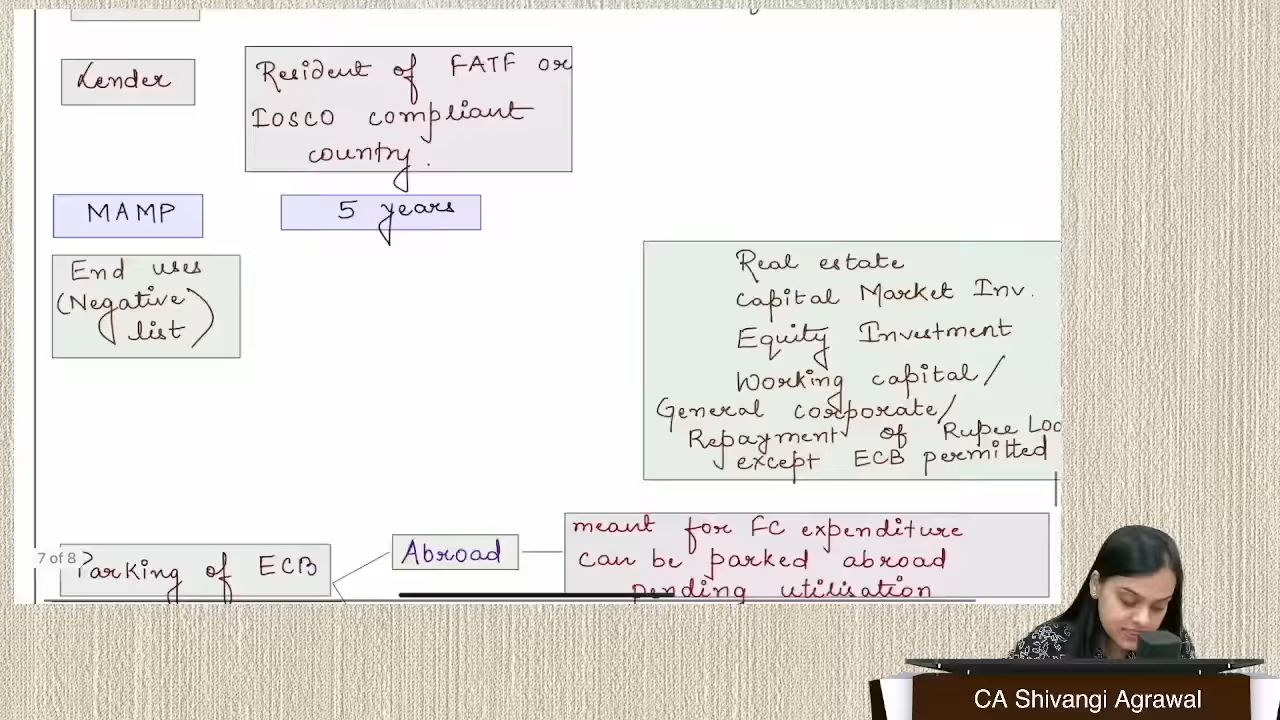 Lender
Resident of FATF or
IOSCO compliant
country.
MAMP
5 years
End uses
(Negative
list)
Real estate
Capital Market Inv.
Equity Investment
Working capital/
General corporate/
Repayment of Rupee
except ECB permitted
7 of 8
Parking of ECB
Abroad
meant for FC expenditure
can be parked abroad
pending utilisation
CA Shivangi Agrawal